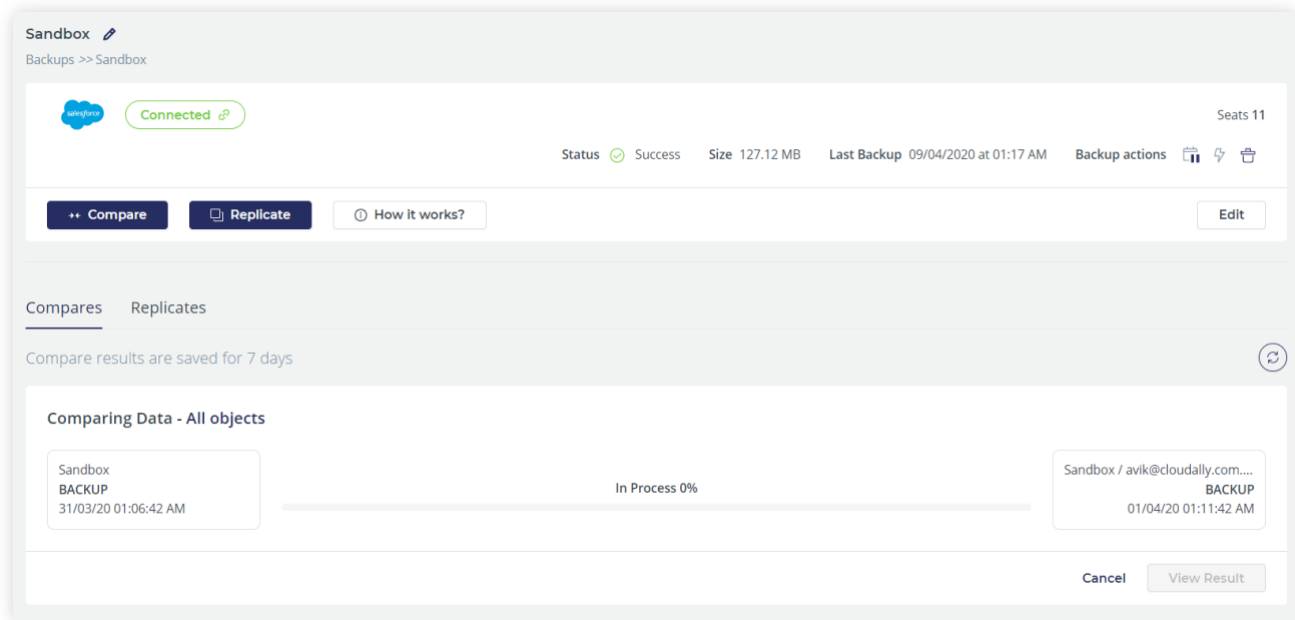 Sandbox
Backups >> Sandbox
salesforce
Connected
Seats 11
Status Success Size 127.12 MB Last Backup 09/04/2020 at 01:17 AM Backup actions
Compare Replicate How it works? Edit
Compares Replicates
Compare results are saved for 7 days
Comparing Data - All objects
Sandbox
BACKUP
31/03/20 01:06:42 AM
In Process 0%
Sandbox / avik@cloudally.com....
BACKUP
01/04/20 01:11:42 AM
Cancel View Result